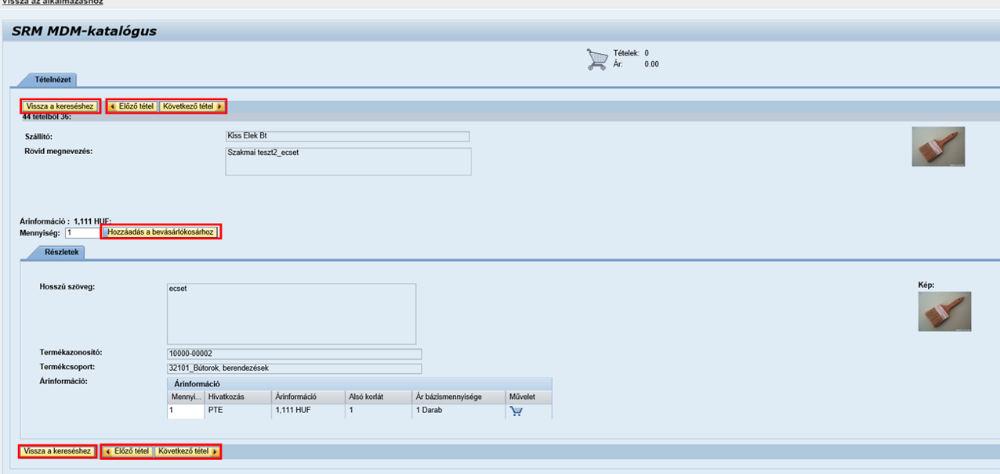 Vissza az alkalmazáshoz
SRM MDM-katalógus
Tételek: 0
Ár: 0.00
Tételnézet
Vissza a kereséshez Előző tétel Következő tétel
44 tételből 36:
Szállító: Kiss Elek Bt
Rövid megnevezés: Szakmai teszt2_ecset
Árinformáció : 1,111 HUF:
Mennyiség: 1 Hozzáadás a bevásárlókosárhoz
Részletek
Hosszú szöveg: ecset
Kép:
Termékazonosító: 10000-00002
Termékcsoport: 32101_Bútorok, berendezések
Árinformáció: Árinformáció
Mennyi... Hivatkozás Árinformáció Alsó korlát Ár bázismennyisége Művelet
1 PTE 1,111 HUF 1 1 Darab
Vissza a kereséshez Előző tétel Következő tétel